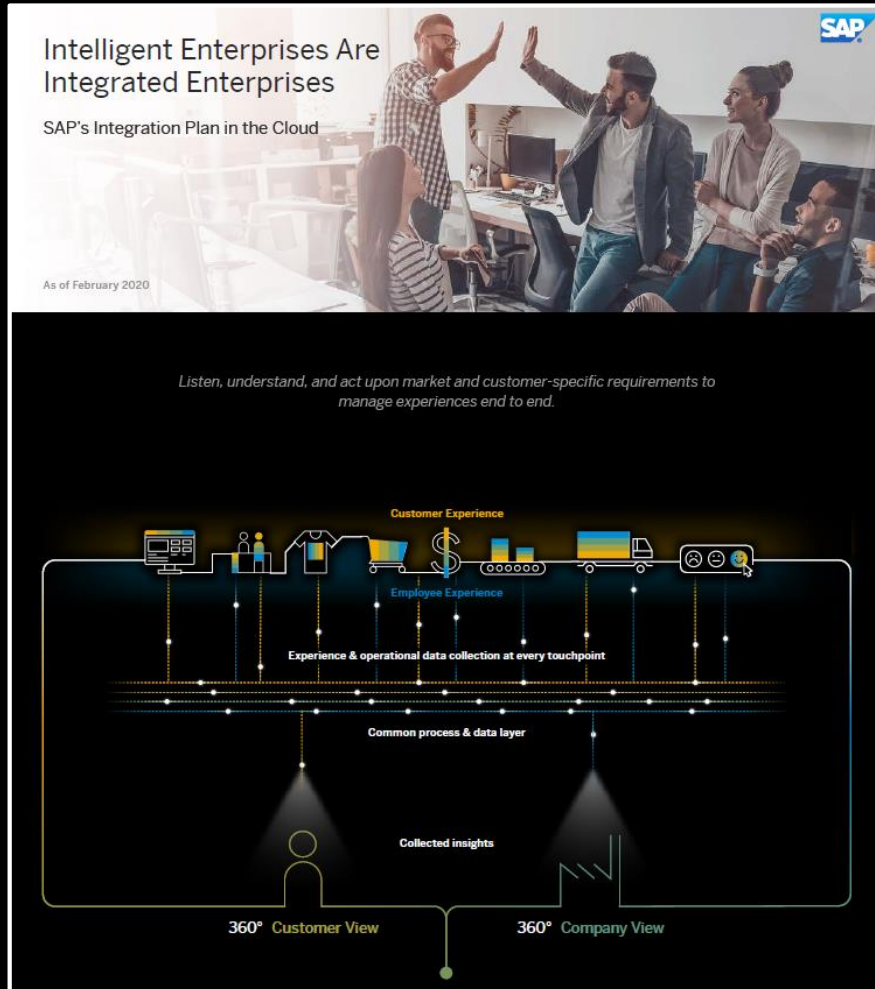 Intelligent Enterprises Are
Integrated Enterprises
SAP
SAP's Integration Plan in the Cloud
As of February 2020
Listen, understand, and act upon market and customer-specific requirements to
manage experiences end to end.
Customer Experience
$
Employee Experience
Experience & operational data collection at every touchpoint
Common process & data layer
Collected insights
360° Customer View
360° Company View